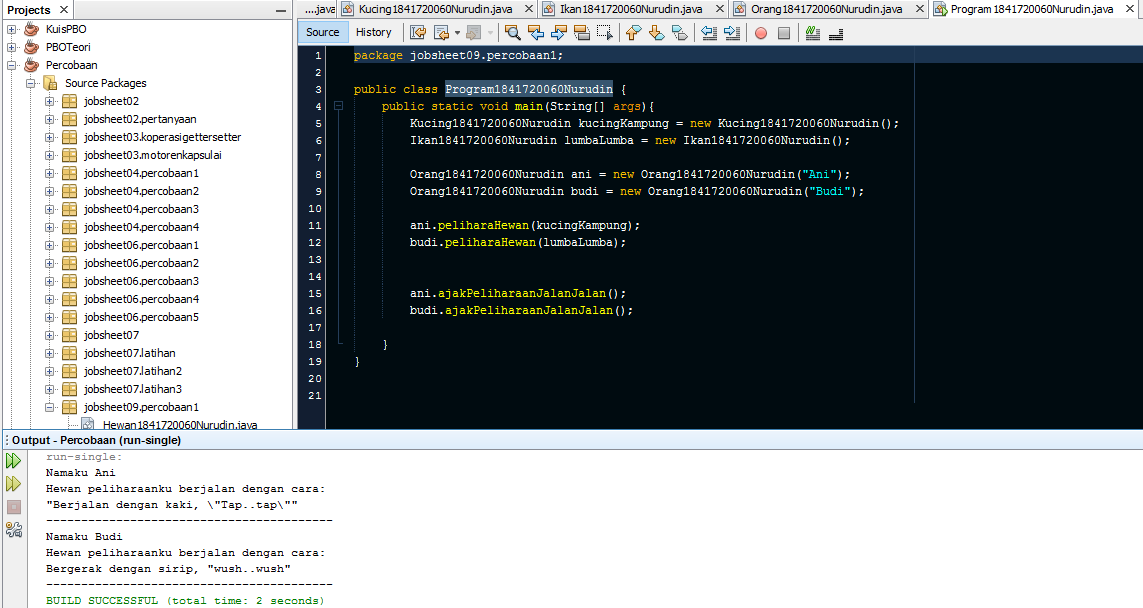 Projects
KuisPBO
PBOTeori
Percobaan
Source Packages
jobsheet02
jobsheet02.pertanyaan
jobsheet03.koperasigettersetter
jobsheet03.motorenkapsulai
jobsheet04.percobaan1
jobsheet04.percobaan2
jobsheet04.percobaan3
jobsheet04.percobaan4
jobsheet06.percobaan1
jobsheet06.percobaan2
jobsheet06.percobaan3
jobsheet06.percobaan4
jobsheet06.percobaan5
jobsheet07
jobsheet07.latihan
jobsheet07.latihan2
jobsheet07.latihan3
jobsheet09.percobaan1
Hewan1841720060Nurudin.java
....java Kucing1841720060Nurudin.java Ikan1841720060Nurudin.java Orang1841720060Nurudin.java Program1841720060Nurudin.java
Source History
1 package jobsheet09.percobaan1;
2
3 public class Program1841720060Nurudin {
4 public static void main(String[] args){
5 Kucing1841720060Nurudin kucingKampung = new Kucing1841720060Nurudin();
6 Ikan1841720060Nurudin lumbaLumba = new Ikan1841720060Nurudin();
7
8 Orang1841720060Nurudin ani = new Orang1841720060Nurudin("Ani");
9 Orang1841720060Nurudin budi = new Orang1841720060Nurudin("Budi");
10
11 ani.peliharaHewan(kucingKampung);
12 budi.peliharaHewan(lumbaLumba);
13
14
15 ani.ajakPeliharaanJalanJalan();
16 budi.ajakPeliharaanJalanJalan();
17
18 }
19 }
20
21
Output - Percobaan (run-single)
run-single:
Namaku Ani
Hewan peliharaanku berjalan dengan cara:
"Berjalan dengan kaki, \"Tap..tap\""
-----------------------------------------
Namaku Budi
Hewan peliharaanku berjalan dengan cara:
Bergerak dengan sirip, "wush..wush"
-----------------------------------------
BUILD SUCCESSFUL (total time: 2 seconds)